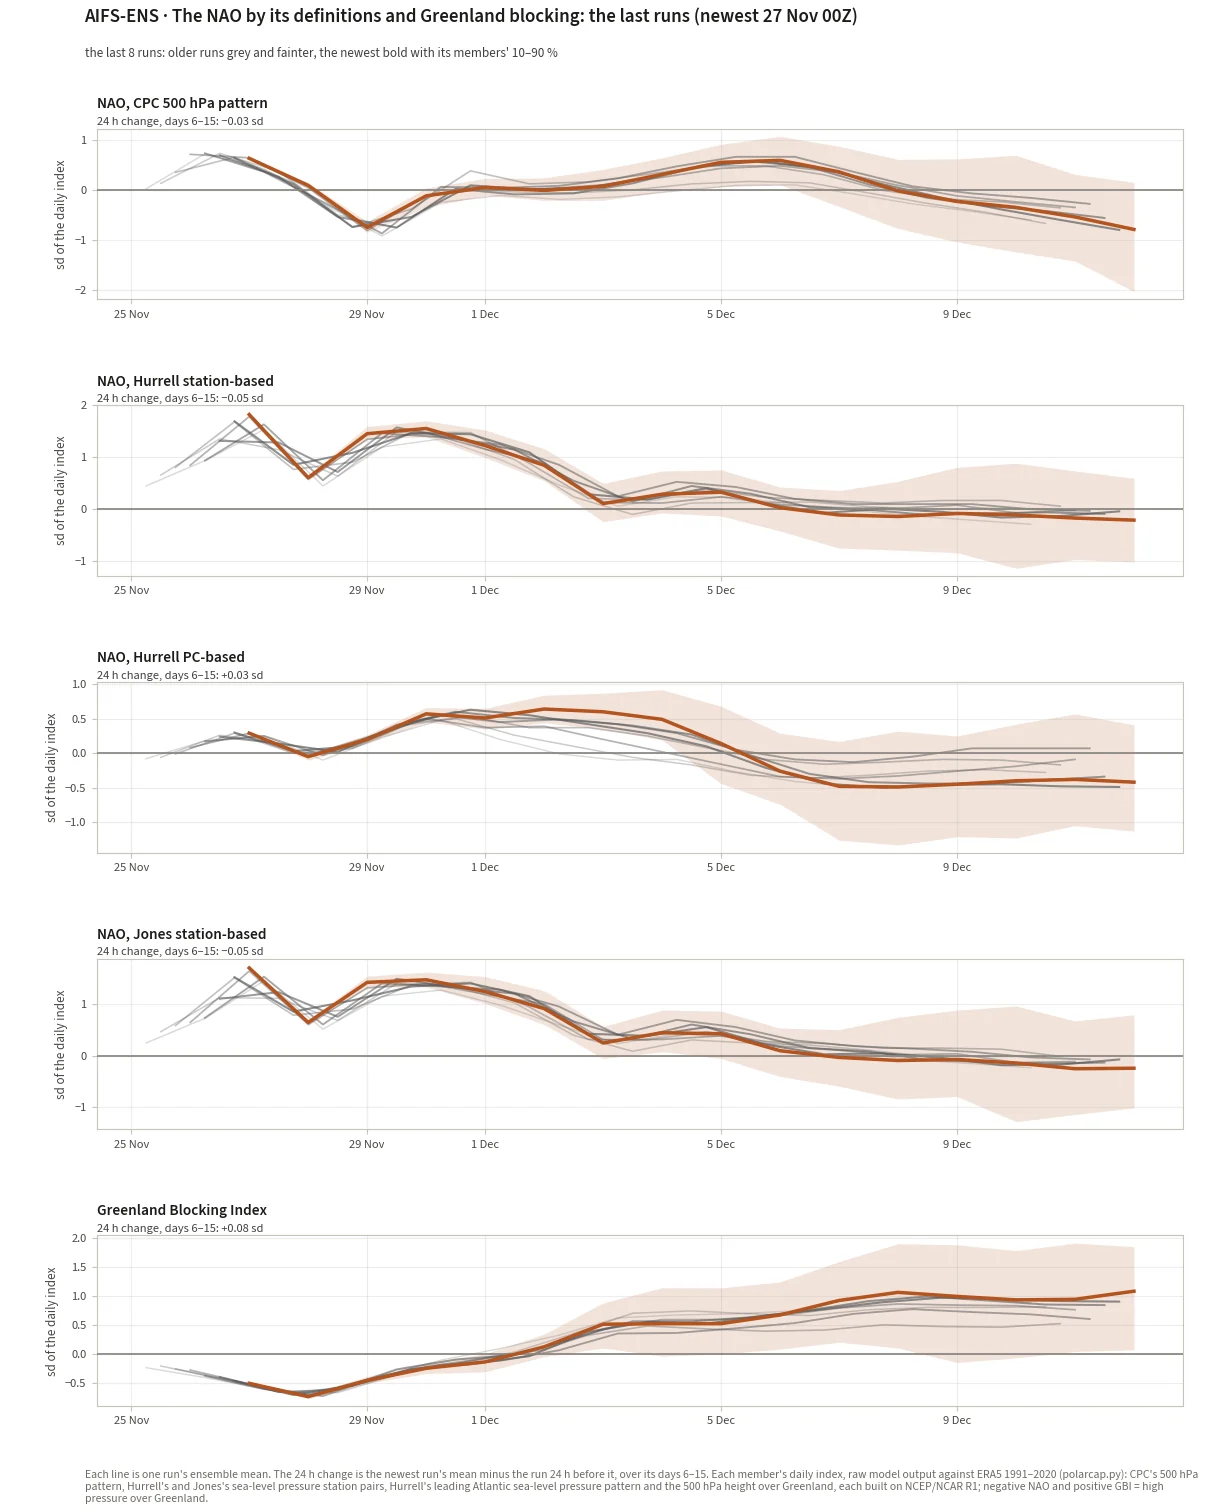 AIFS-ENS · The NAO by its definitions and Greenland blocking: the last runs (newest 27 Nov 00Z)
the last 8 runs: older runs grey and fainter, the newest bold with its members' 10–90 %
NAO, CPC 500 hPa pattern
24 h change, days 6–15: −0.03 sd
sd of the daily index
1
0
−1
−2
25 Nov
29 Nov
1 Dec
5 Dec
9 Dec
NAO, Hurrell station-based
24 h change, days 6–15: −0.05 sd
sd of the daily index
2
1
0
−1
25 Nov
29 Nov
1 Dec
5 Dec
9 Dec
NAO, Hurrell PC-based
24 h change, days 6–15: +0.03 sd
sd of the daily index
1.0
0.5
0.0
−0.5
−1.0
25 Nov
29 Nov
1 Dec
5 Dec
9 Dec
NAO, Jones station-based
24 h change, days 6–15: −0.05 sd
sd of the daily index
1
0
−1
25 Nov
29 Nov
1 Dec
5 Dec
9 Dec
Greenland Blocking Index
24 h change, days 6–15: +0.08 sd
sd of the daily index
2.0
1.5
1.0
0.5
0.0
−0.5
25 Nov
29 Nov
1 Dec
5 Dec
9 Dec
Each line is one run's ensemble mean. The 24 h change is the newest run's mean minus the run 24 h before it, over its days 6–15. Each member's daily index, raw model output against ERA5 1991–2020 (polarcap.py): CPC's 500 hPa
pattern, Hurrell's and Jones's sea-level pressure station pairs, Hurrell's leading Atlantic sea-level pressure pattern and the 500 hPa height over Greenland, each built on NCEP/NCAR R1; negative NAO and positive GBI = high
pressure over Greenland.